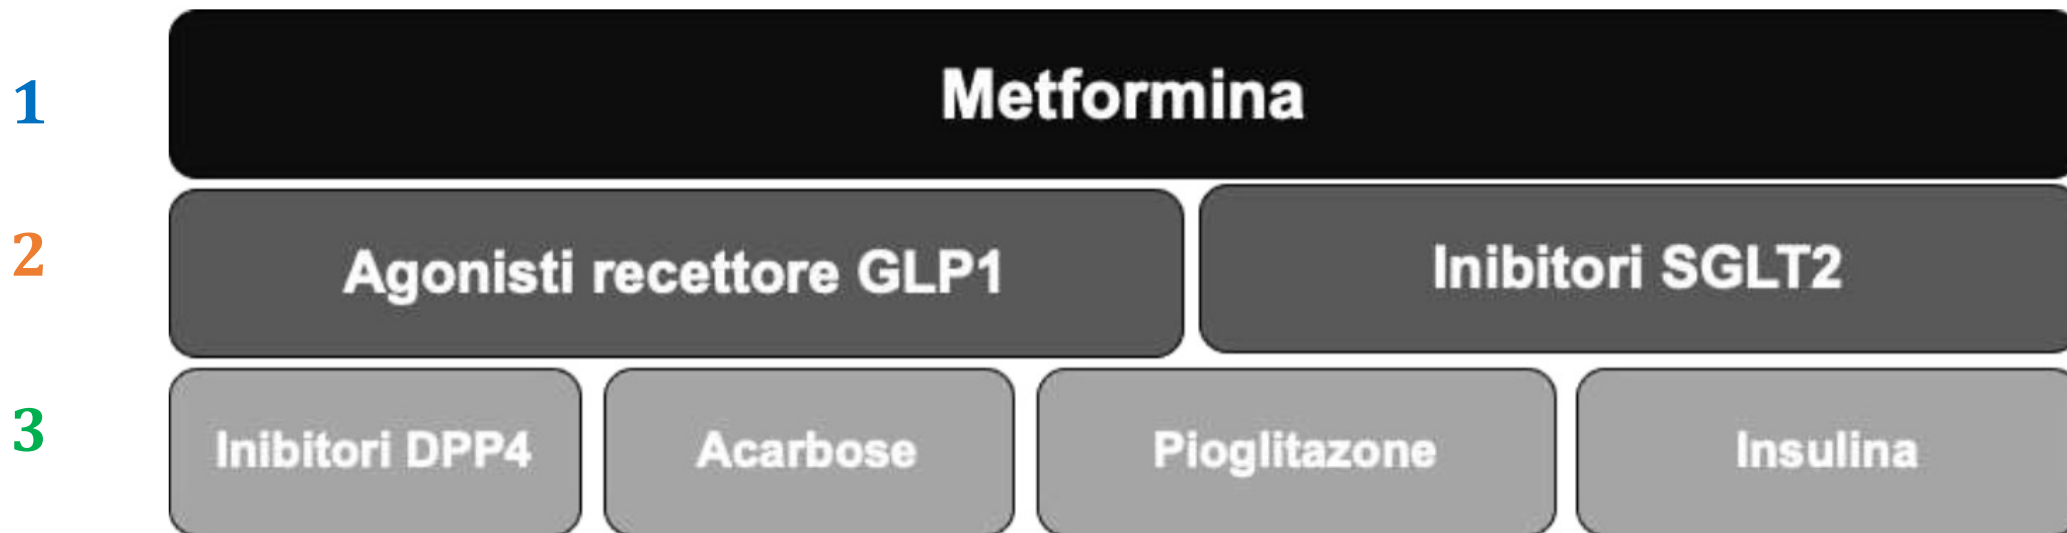 1 Metformina
2 Agonisti recettore GLP1 Inibitori SGLT2
3 Inibitori DPP4 Acarbose Pioglitazone Insulina